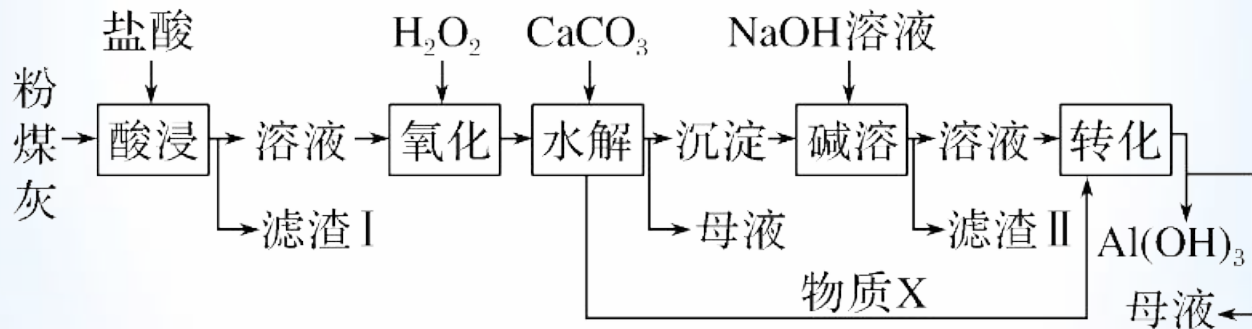 盐酸 H₂O₂ CaCO₃ NaOH溶液
粉煤灰 酸浸 溶液 氧化 水解 沉淀 碱溶 溶液 转化
滤渣Ⅰ 母液 滤渣Ⅱ Al(OH)₃
物质X
母液